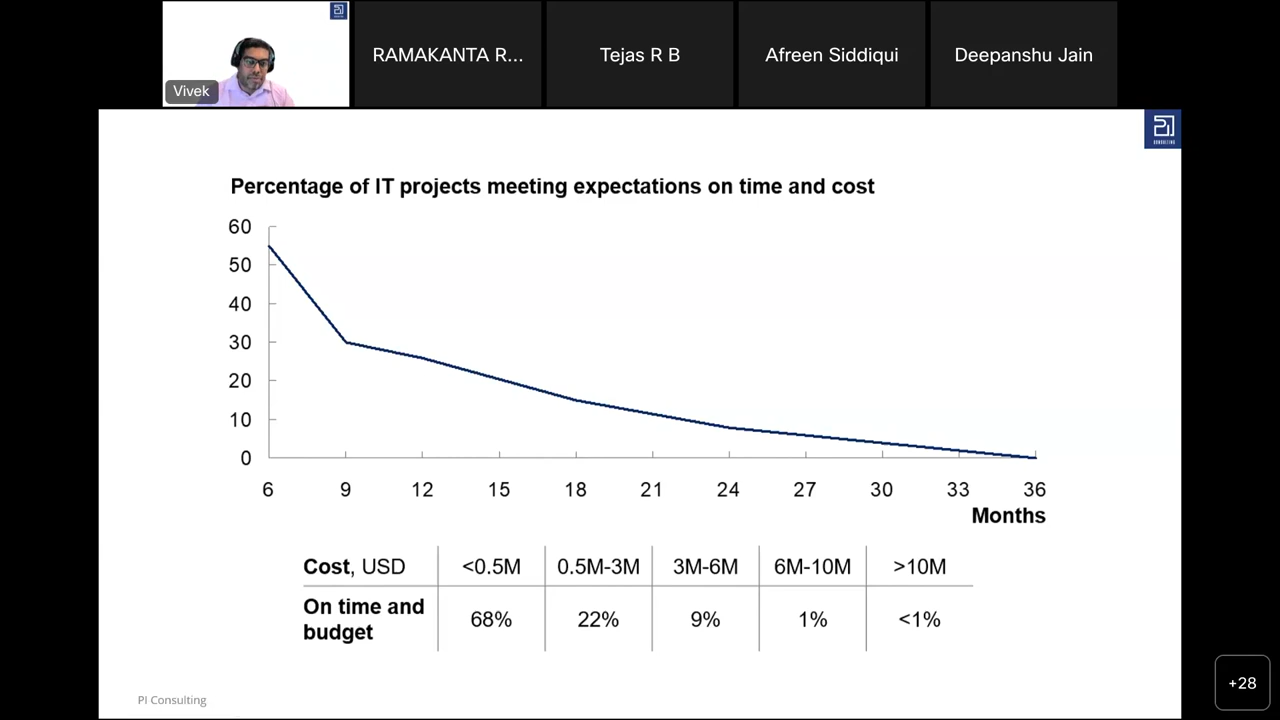 Vivek
RAMAKANTA R...
Tejas R B
Afreen Siddiqui
Deepanshu Jain
CONSULTING
Percentage of IT projects meeting expectations on time and cost
60
50
40
30
20
10
0
6 9 12 15 18 21 24 27 30 33 36
Months
Cost, USD <0.5M 0.5M-3M 3M-6M 6M-10M >10M
On time and
budget 68% 22% 9% 1% <1%
PI Consulting
+28